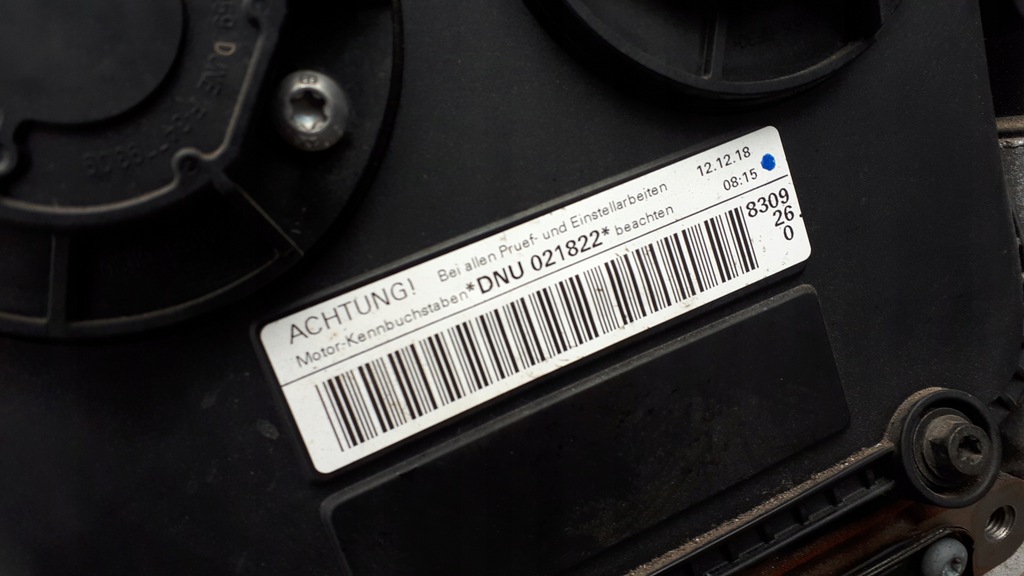 ACHTUNG! Bei allen Pruef- und Einstellarbeiten 12.12.18
Motor-Kennbuchstaben *DNU 021822* beachten 08:15
8309
26
0